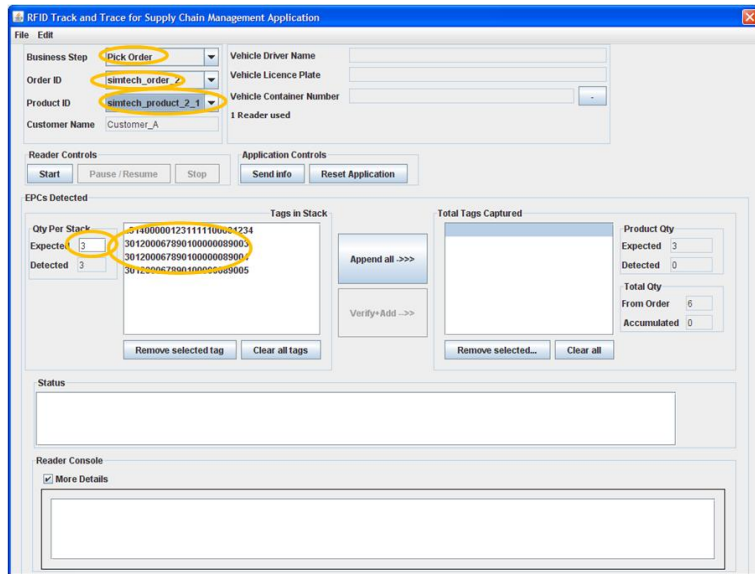 RFID Track and Trace for Supply Chain Management Application
File Edit
Business Step Pick Order
Order ID simtech_order_2
Product ID simtech_product_2_1
Customer Name Customer_A
Vehicle Driver Name
Vehicle Licence Plate
Vehicle Container Number -
1 Reader used
Reader Controls
Start Pause / Resume Stop
Application Controls
Send info Reset Application
EPCs Detected
Qty Per Stack
Expected 3
Detected 3
Tags in Stack
301200067890100000089003
301200067890100000089004
301200067890100000089005
Remove selected tag Clear all tags
Append all ->>>
Verify+Add -->>
Total Tags Captured
Remove selected... Clear all
Product Qty
Expected 3
Detected 0
Total Qty
From Order 6
Accumulated 0
Status
Reader Console
More Details